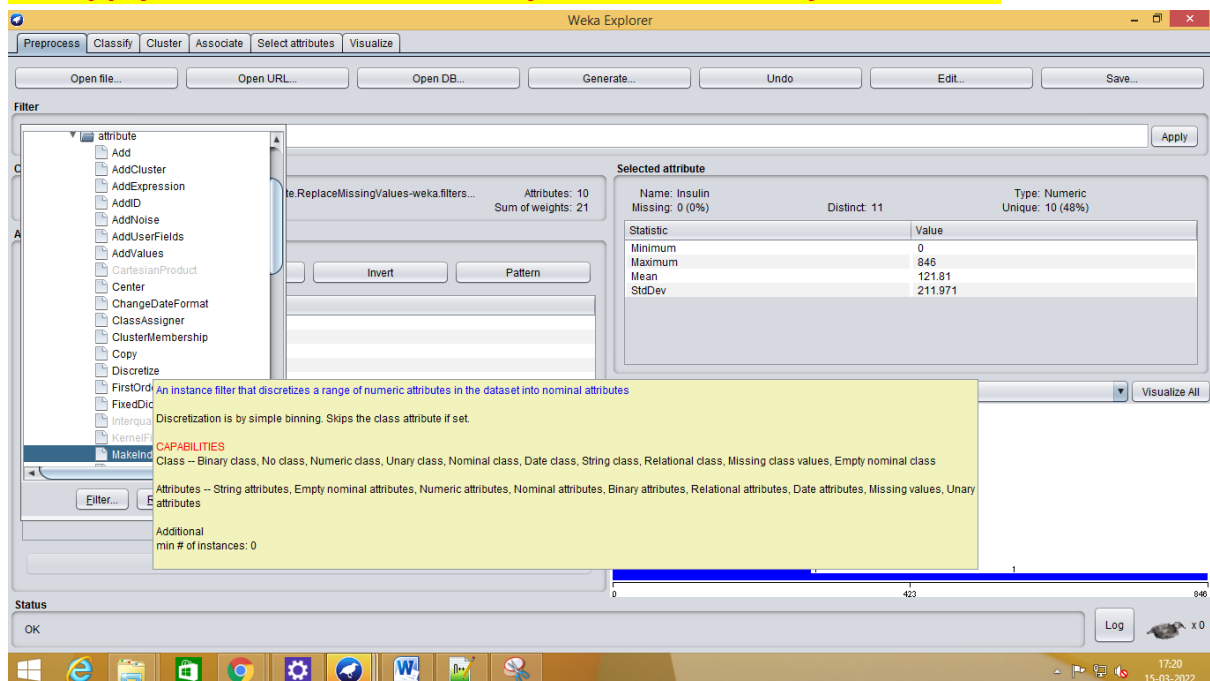 Weka Explorer
Preprocess Classify Cluster Associate Select attributes Visualize
Open file... Open URL... Open DB... Generate... Undo Edit... Save...
Filter
Apply
attribute
Add
AddCluster
AddExpression
AddID
AddNoise
AddUserFields
AddValues
CartesianProduct
Center
ChangeDateFormat
ClassAssigner
ClusterMembership
Copy
Discretize
te.ReplaceMissingValues-weka.filters... Attributes: 10
Sum of weights: 21
Invert Pattern
Selected attribute
Name: Insulin Type: Numeric
Missing: 0 (0%) Distinct: 11 Unique: 10 (48%)
Statistic Value
Minimum 0
Maximum 846
Mean 121.81
StdDev 211.971
Visualize All
An instance filter that discretizes a range of numeric attributes in the dataset into nominal attributes
Discretization is by simple binning. Skips the class attribute if set.
CAPABILITIES
Class -- Binary class, No class, Numeric class, Unary class, Nominal class, Date class, String class, Relational class, Missing class values, Empty nominal class
Attributes -- String attributes, Empty nominal attributes, Numeric attributes, Nominal attributes, Binary attributes, Relational attributes, Date attributes, Missing values, Unary
attributes
Additional
min # of instances: 0
Filter...
1
0 423 846
Status
OK
Log x 0
17:20
15-03-2022